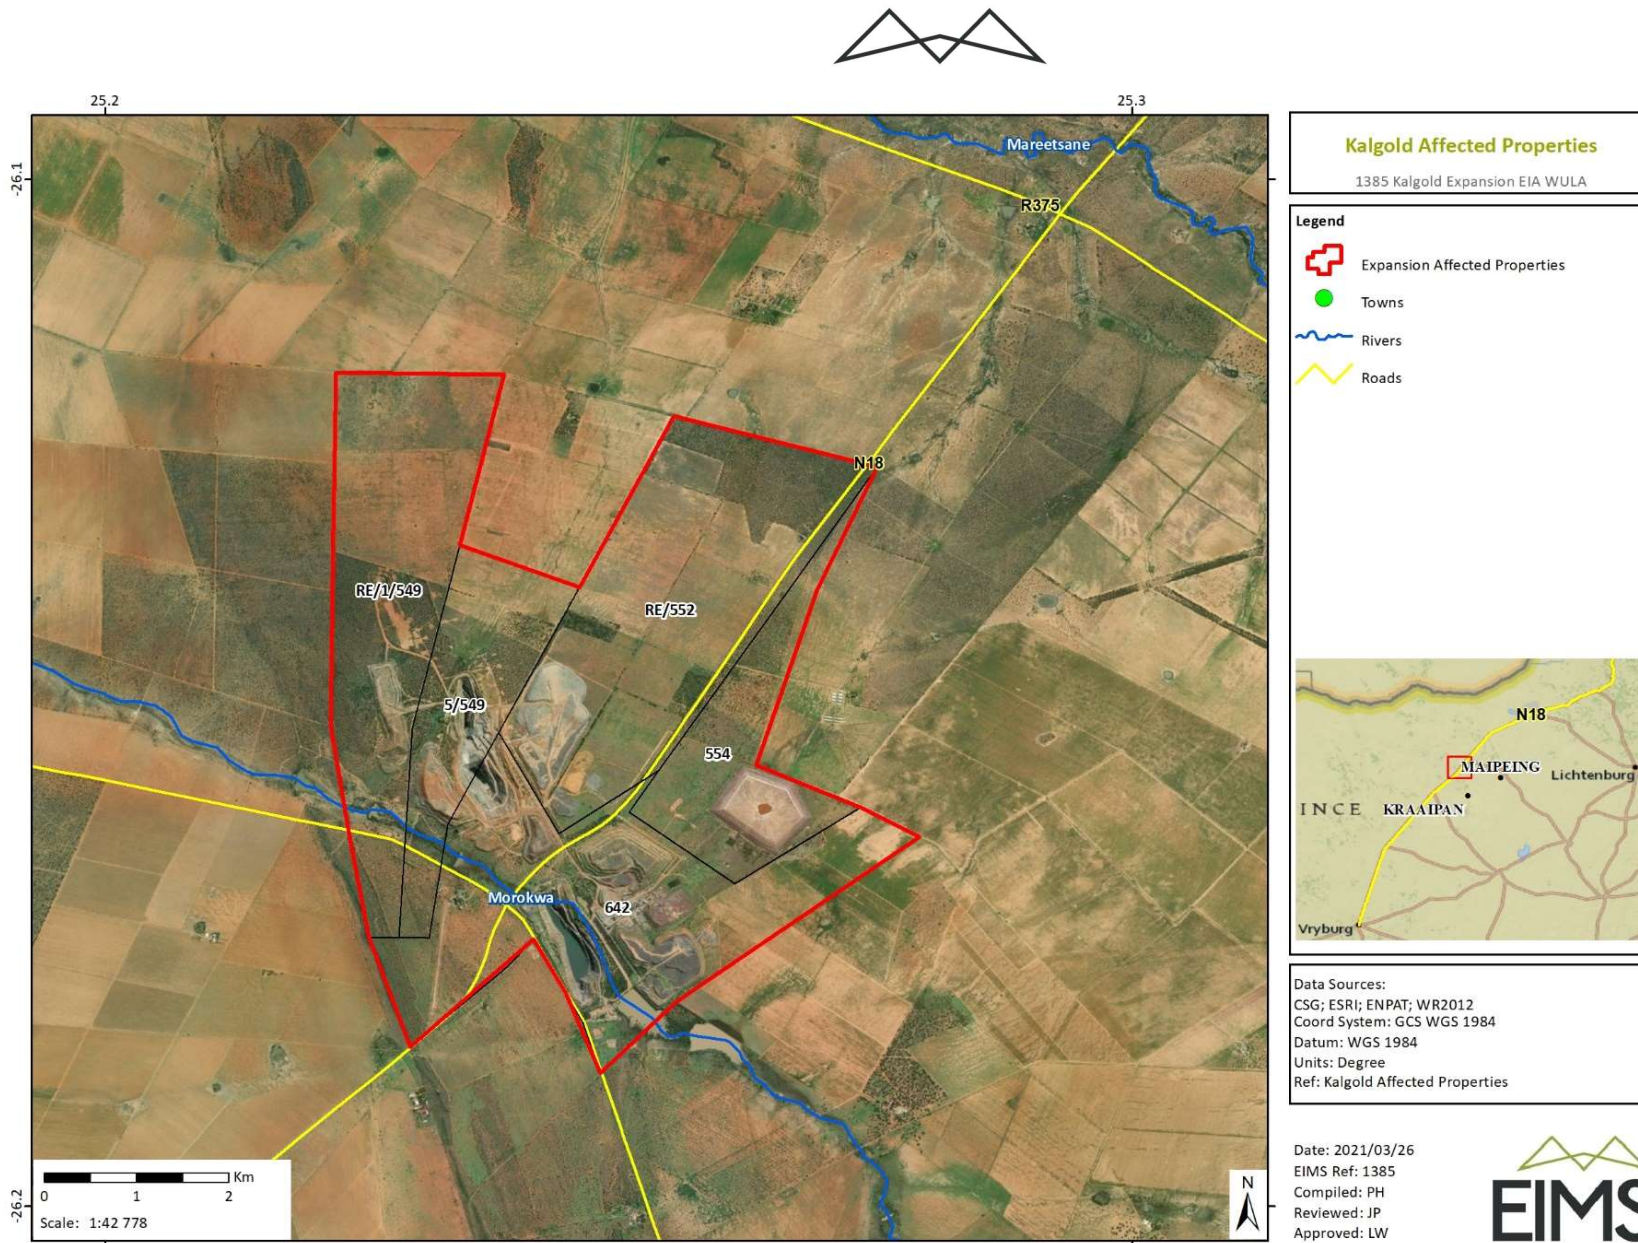 25.2
25.3
-26.1
-26.2
Mareetsane
R375
N18
RE/1/549
RE/552
5/549
554
Morokwa
642
Km
0 1 2
Scale: 1:42 778
N
Kalgold Affected Properties
1385 Kalgold Expansion EIA WULA
Legend
Expansion Affected Properties
Towns
Rivers
Roads
N18
MAIPEING
Lichtenburg
INCE
KRAAIPAN
Vryburg
Data Sources:
CSG; ESRI; ENPAT; WR2012
Coord System: GCS WGS 1984
Datum: WGS 1984
Units: Degree
Ref: Kalgold Affected Properties
Date: 2021/03/26
EIMS Ref: 1385
Compiled: PH
Reviewed: JP
Approved: LW
EIMS